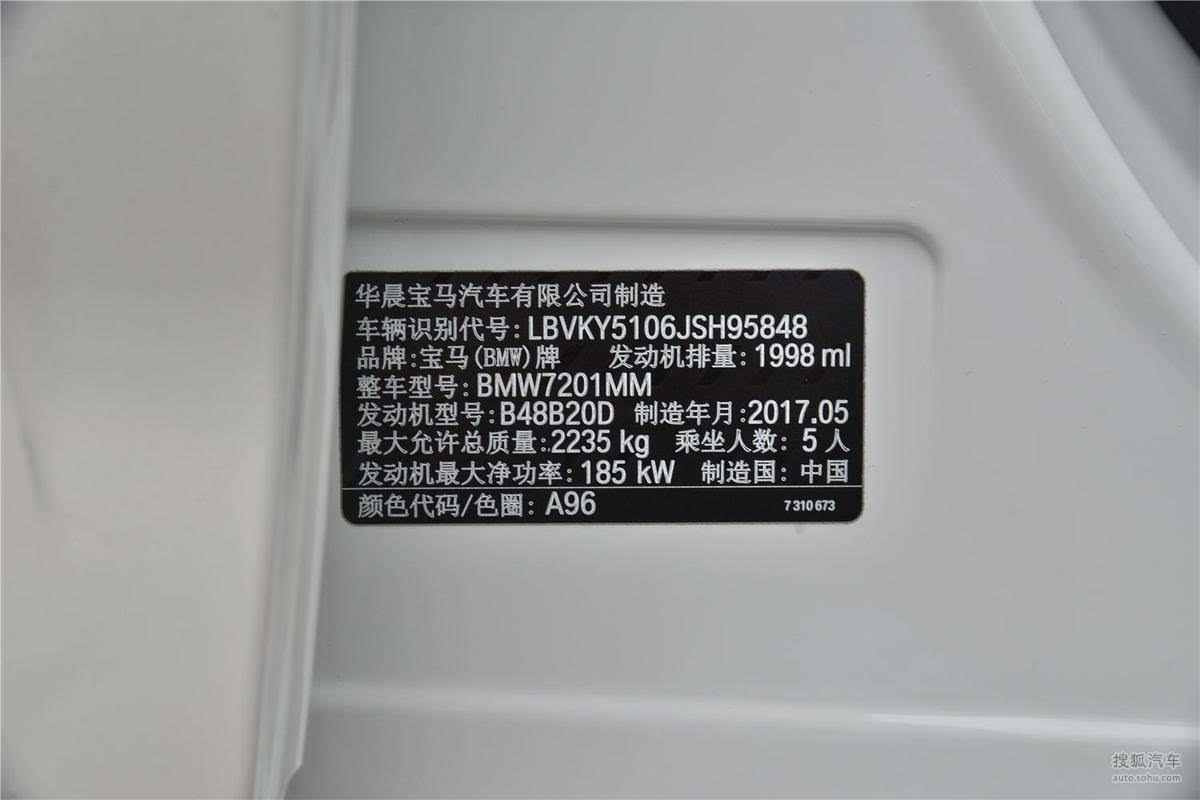 华晨宝马汽车有限公司制造
车辆识别代号: LBVKY5106JSH95848
品牌:宝马(BMW)牌 发动机排量: 1998 ml
整车型号: BMW7201MM
发动机型号: B48B20D 制造年月:2017.05
最大允许总质量:2235 kg 乘坐人数: 5 人
发动机最大净功率: 185 kW 制造国: 中国
颜色代码/色圈: A96 7 310 673
搜狐汽车
auto.sohu.com